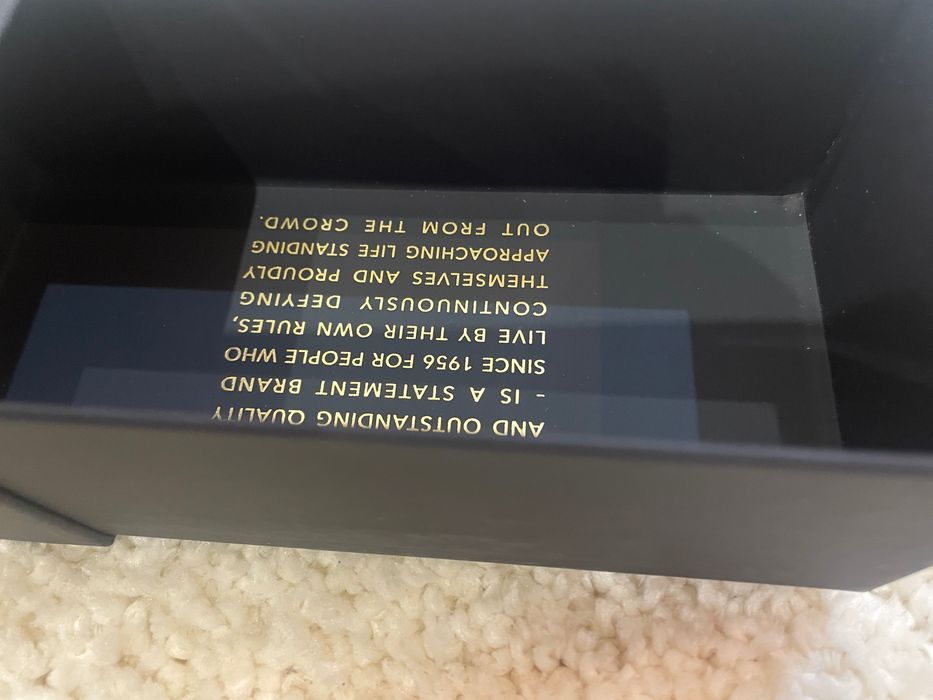 AND OUTSTANDING QUALITY
- IS A STATEMENT BRAND
SINCE 1956 FOR PEOPLE WHO
LIVE BY THEIR OWN RULES,
CONTINUOUSLY DEFYING
THEMSELVES AND PROUDLY
APPROACHING LIFE STANDING
OUT FROM THE CROWD.